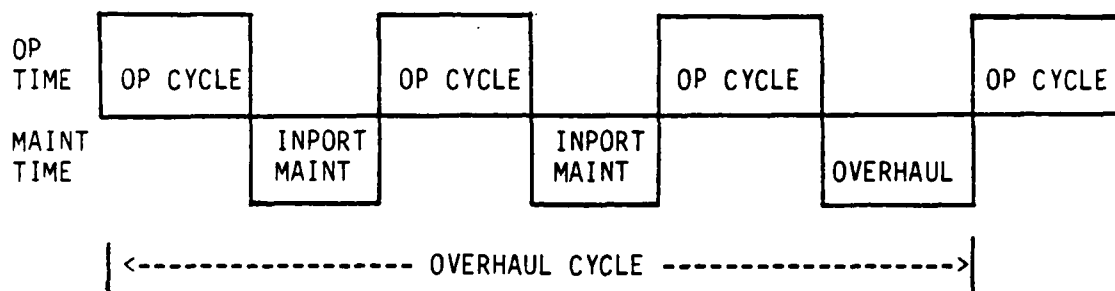 OP
TIME
OP CYCLE OP CYCLE OP CYCLE OP CYCLE
MAINT
TIME
INPORT
MAINT
INPORT
MAINT
OVERHAUL
|<---------------- OVERHAUL CYCLE ---------------->|